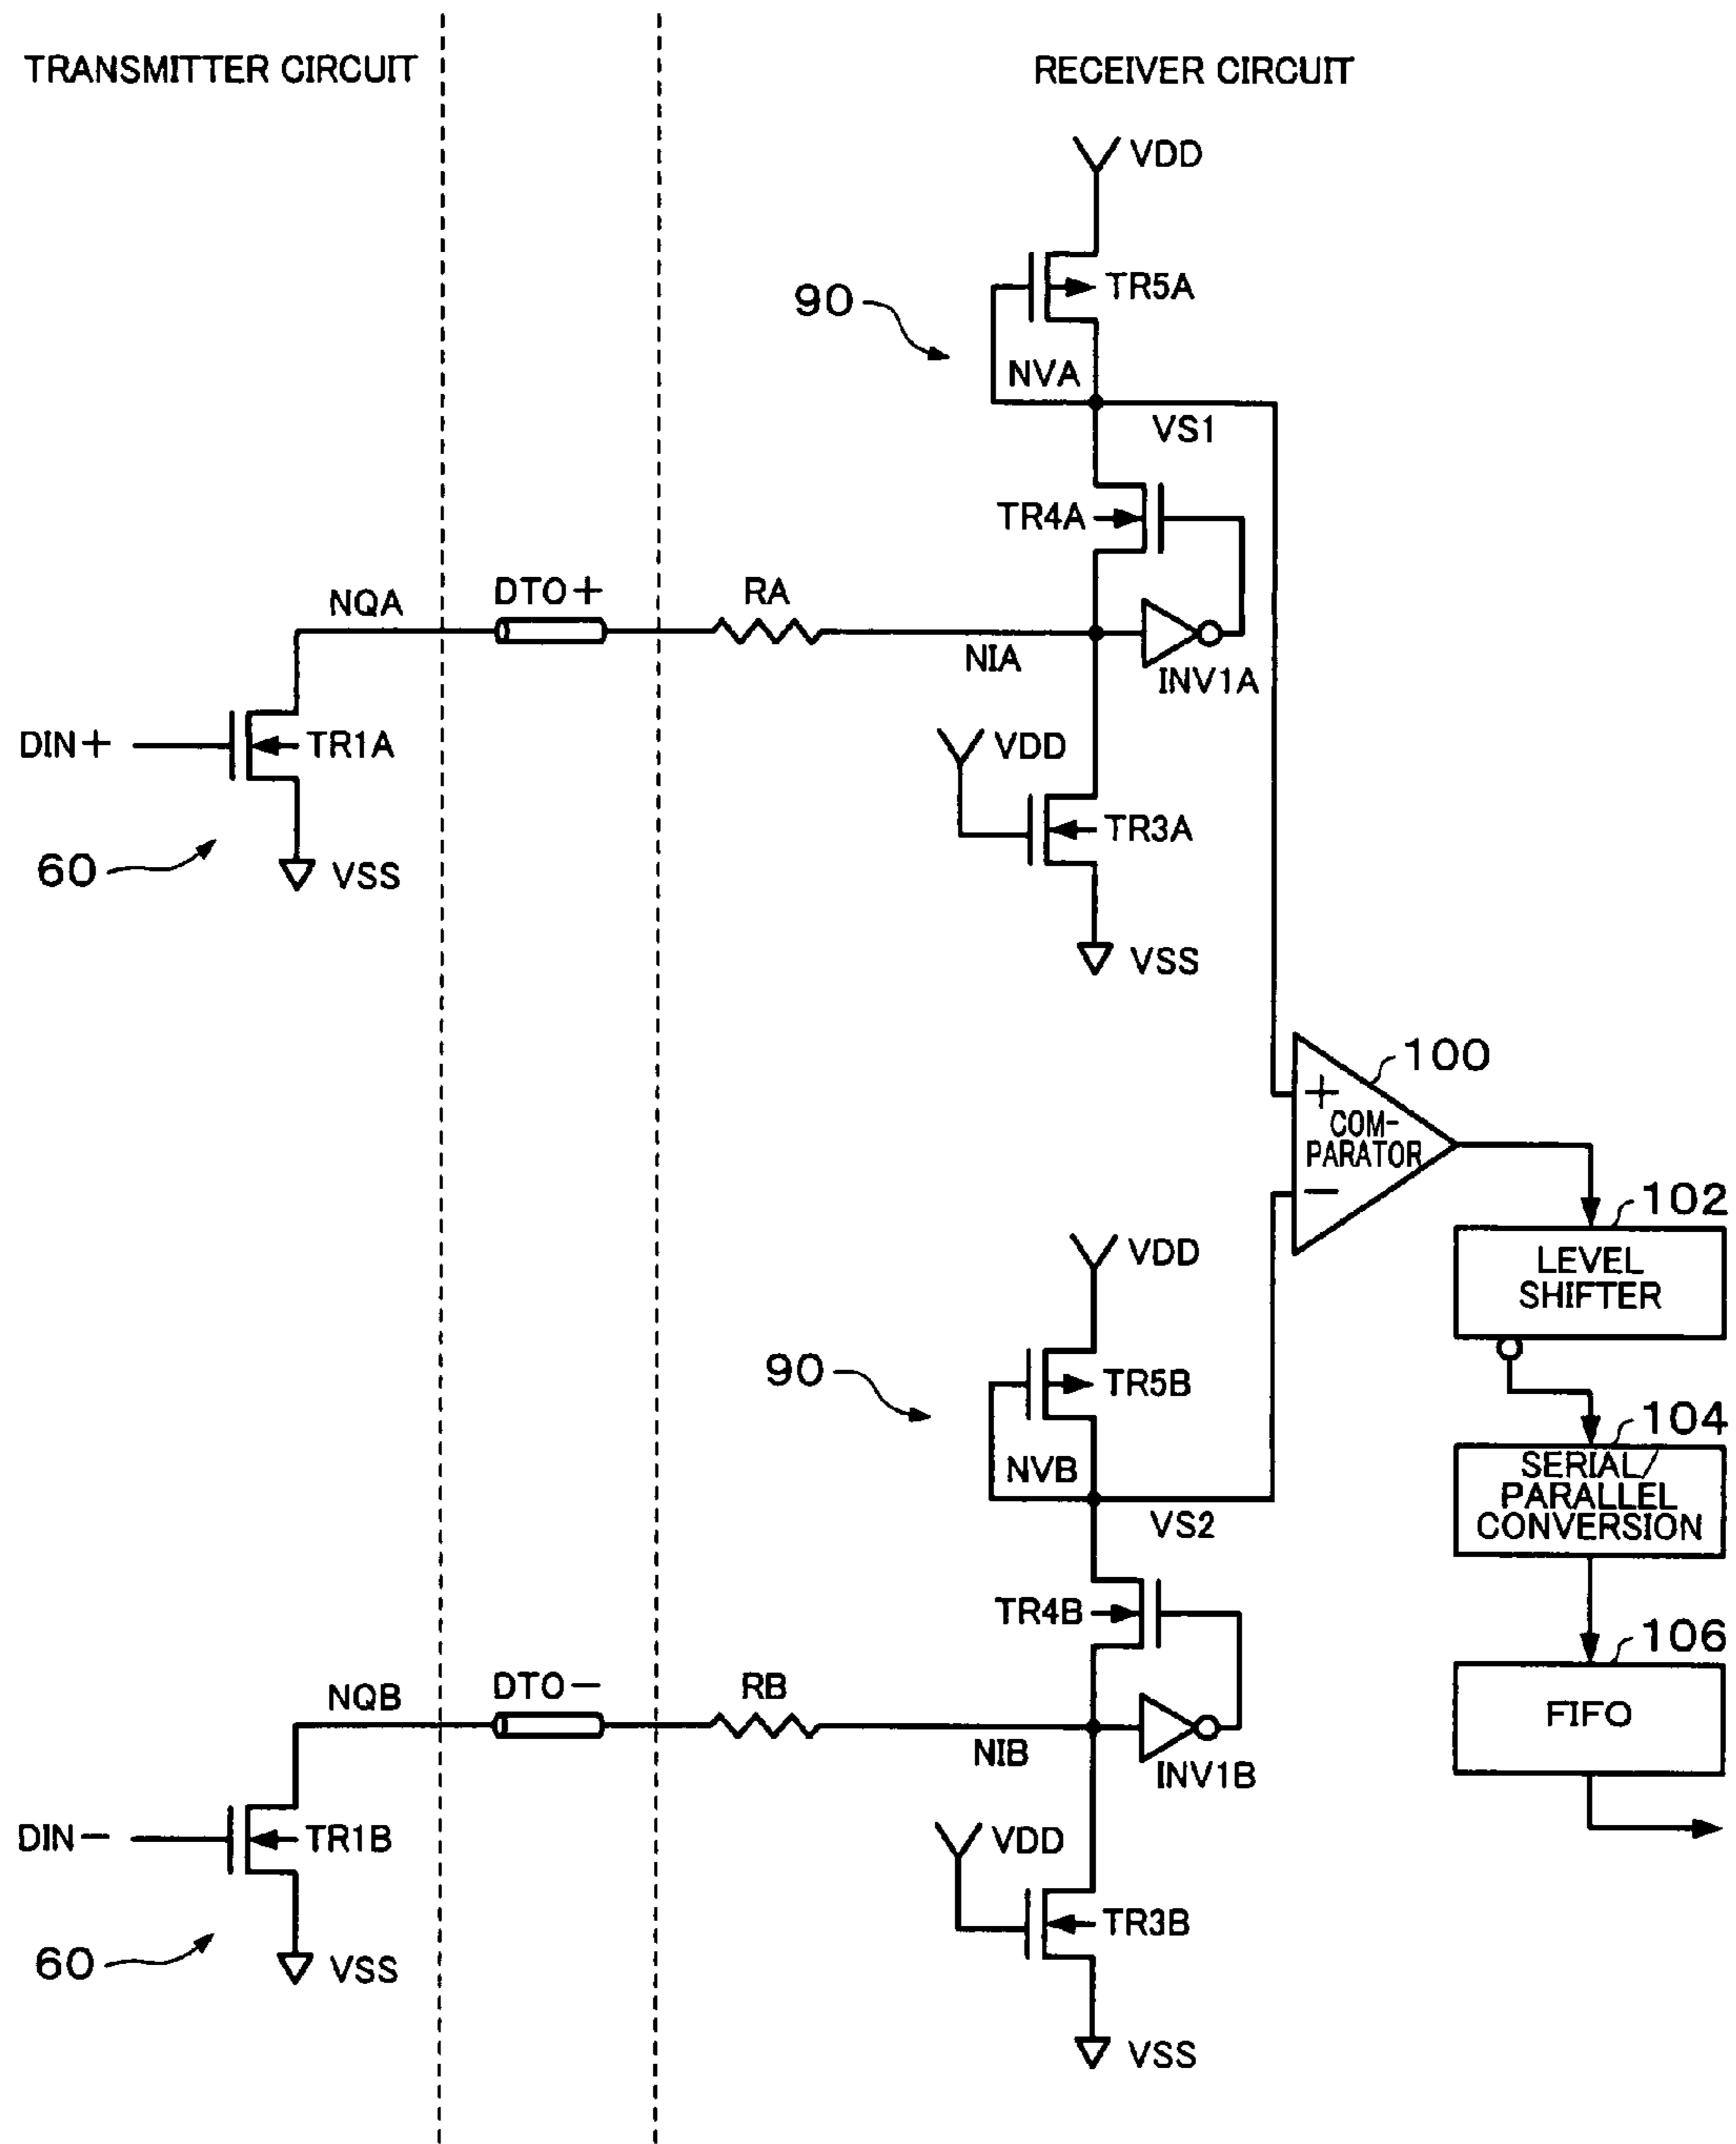 TRANSMITTER CIRCUIT
RECEIVER CIRCUIT
VDD
TR5A
90
NVA
VS1
TR4A
NQA
DTO+
RA
NIA
INV1A
DIN+
TR1A
VDD
TR3A
60
VSS
VSS
100
+
COM-
PARATOR
−
102
LEVEL
SHIFTER
VDD
TR5B
90
NVB
VS2
104
SERIAL/
PARALLEL
CONVERSION
TR4B
106
FIFO
NQB
DTO−
RB
NIB
INV1B
DIN−
TR1B
VDD
TR3B
60
VSS
VSS